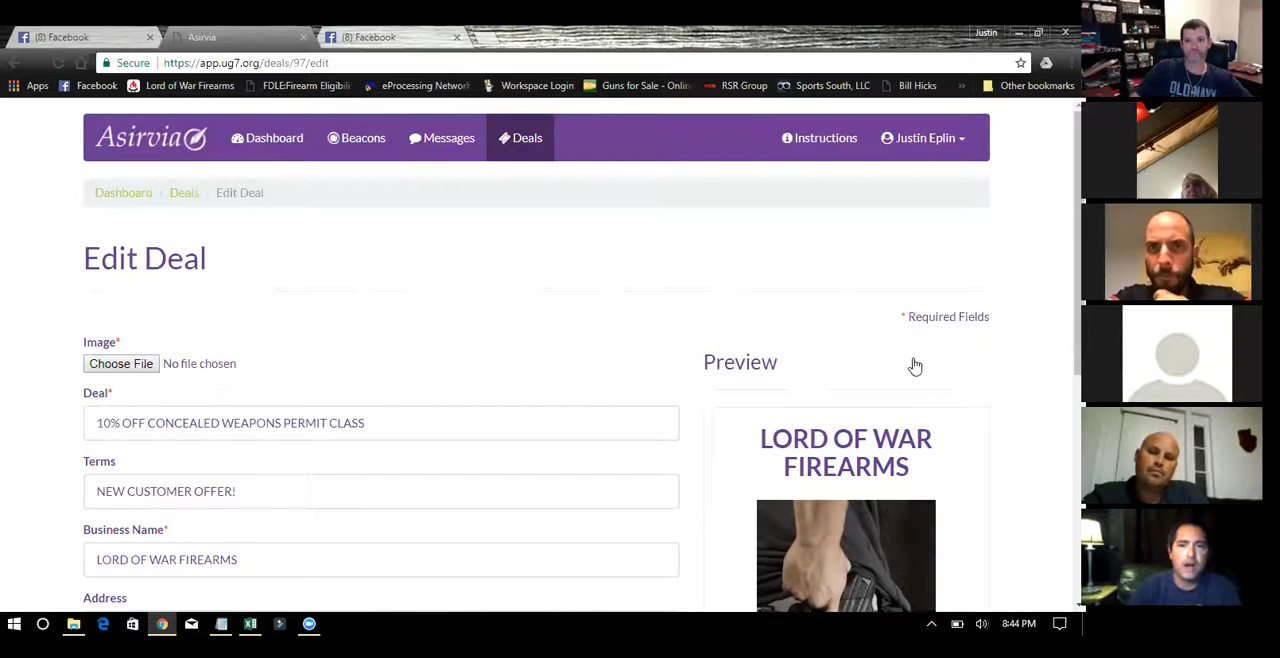 (8) Facebook
Asirvia
(8) Facebook
Justin
Secure
https://app.ug7.org/deals/97/edit
Apps
Facebook
Lord of War Firearms
FDLE:Firearm Eligibili
eProcessing Network
Workspace Login
Guns for Sale - Onlin
RSR Group
Sports South, LLC
Bill Hicks
»
Other bookmarks
Asirvia
Dashboard
Beacons
Messages
Deals
Instructions
Justin Eplin
Dashboard / Deals / Edit Deal
Edit Deal
* Required Fields
Image*
Choose File No file chosen
Preview
Deal*
10% OFF CONCEALED WEAPONS PERMIT CLASS
LORD OF WAR
FIREARMS
Terms
NEW CUSTOMER OFFER!
Business Name*
LORD OF WAR FIREARMS
Address
8:44 PM
OLD NAVY